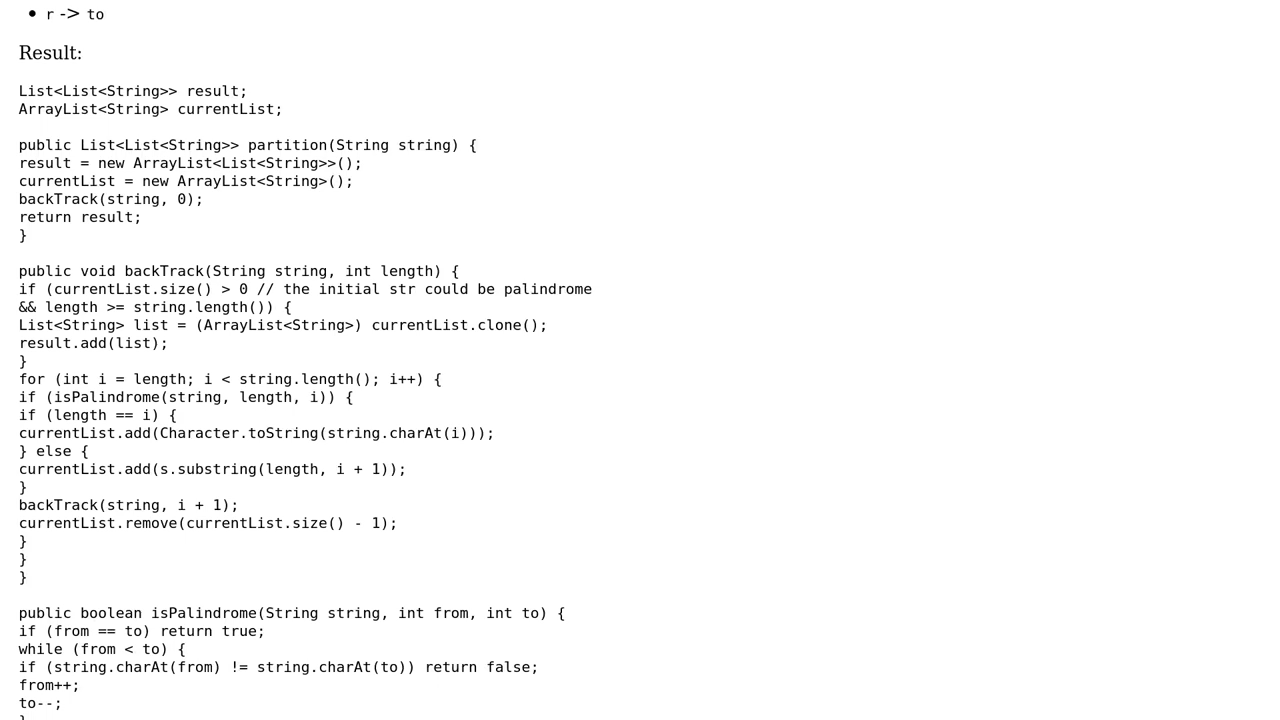 • r -> to
Result:
List<List<String>> result;
ArrayList<String> currentList;
public List<List<String>> partition(String string) {
result = new ArrayList<List<String>>();
currentList = new ArrayList<String>();
backTrack(string, 0);
return result;
}
public void backTrack(String string, int length) {
if (currentList.size() > 0 // the initial str could be palindrome
&& length >= string.length()) {
List<String> list = (ArrayList<String>) currentList.clone();
result.add(list);
}
for (int i = length; i < string.length(); i++) {
if (isPalindrome(string, length, i)) {
if (length == i) {
currentList.add(Character.toString(string.charAt(i)));
} else {
currentList.add(s.substring(length, i + 1));
}
backTrack(string, i + 1);
currentList.remove(currentList.size() - 1);
}
}
}
public boolean isPalindrome(String string, int from, int to) {
if (from == to) return true;
while (from < to) {
if (string.charAt(from) != string.charAt(to)) return false;
from++;
to--;
}